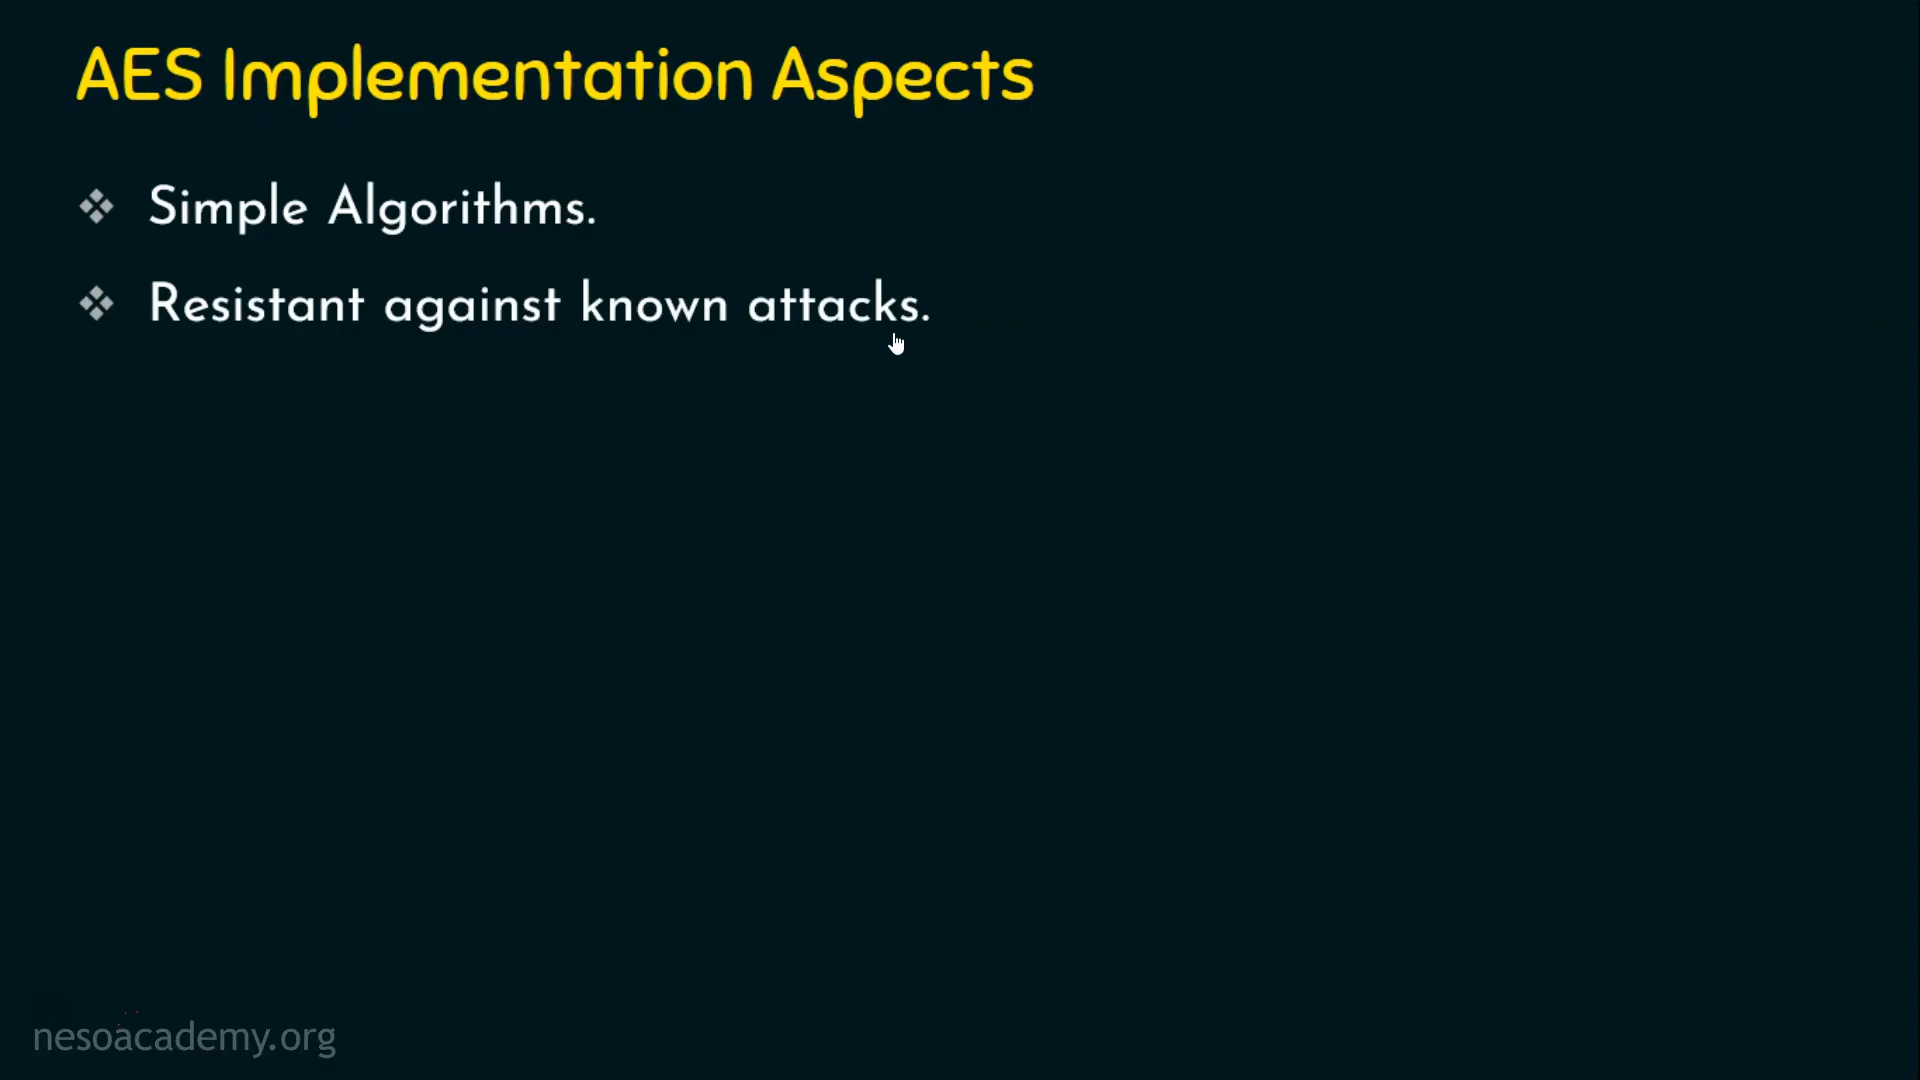 AES Implementation Aspects
❖ Simple Algorithms.
❖ Resistant against known attacks.
nesoacademy.org